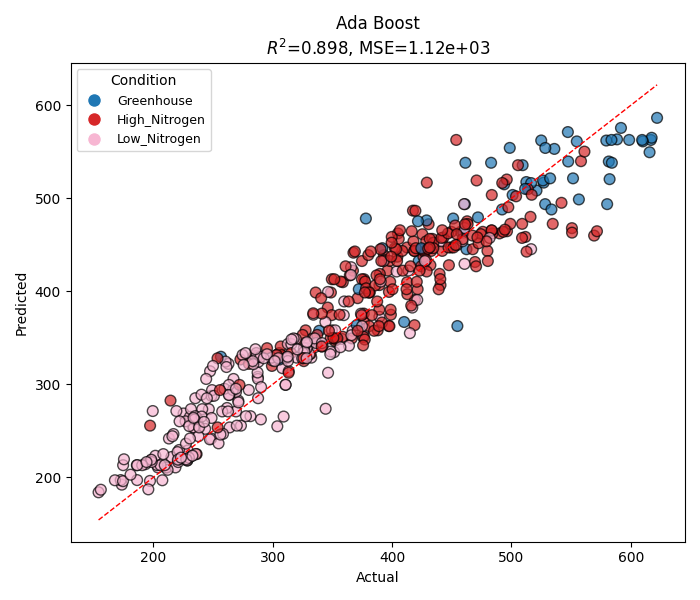 Ada Boost
R²=0.898, MSE=1.12e+03
Condition
Greenhouse
High_Nitrogen
Low_Nitrogen
600
500
400
300
200
Predicted
200 300 400 500 600
Actual